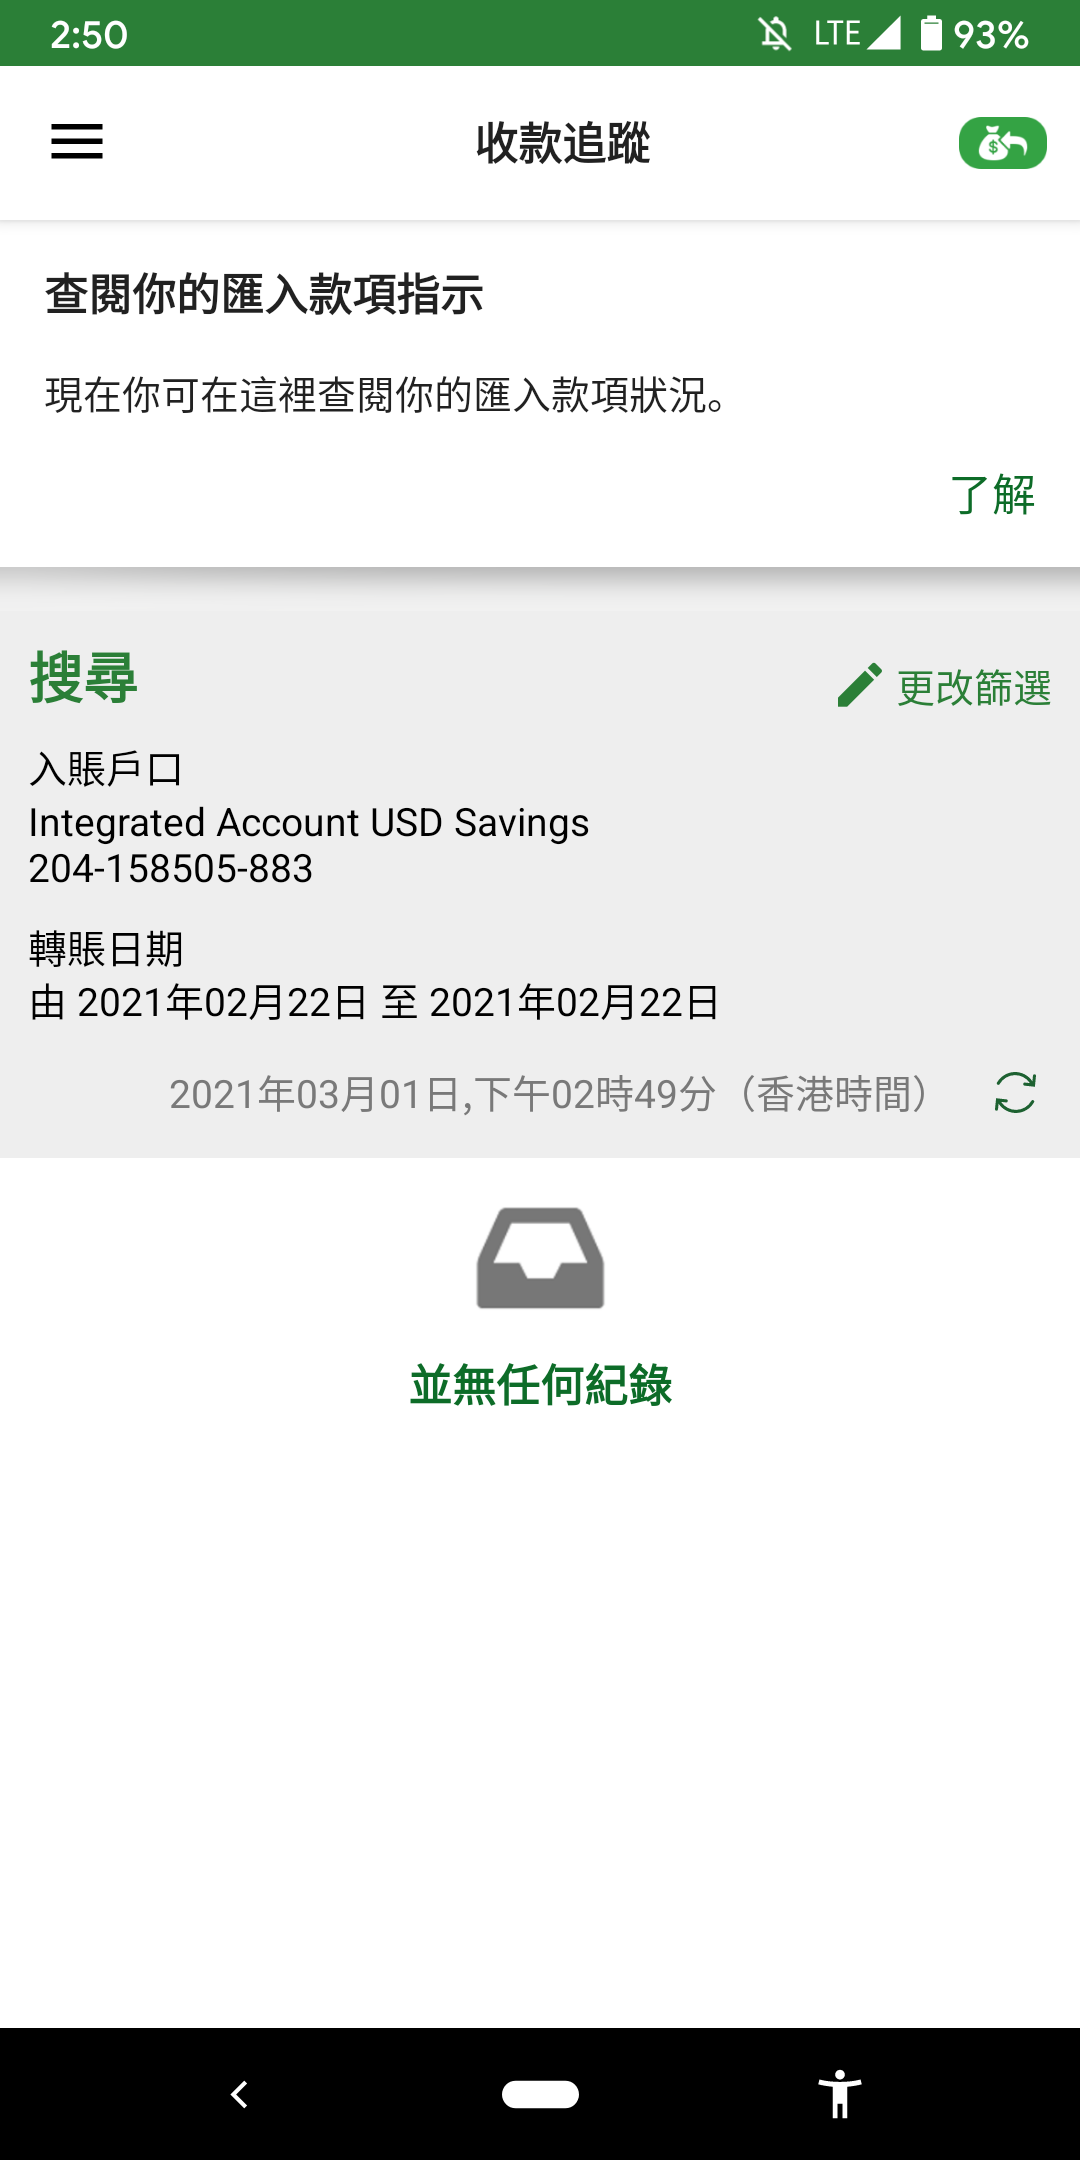 2:50
LTE 93%
收款追蹤
查閱你的匯入款項指示
現在你可在這裡查閱你的匯入款項狀況。
了解
搜尋
更改篩選
入賬戶口
Integrated Account USD Savings
204-158505-883
轉賬日期
由 2021年02月22日 至 2021年02月22日
2021年03月01日,下午02時49分（香港時間）
並無任何紀錄